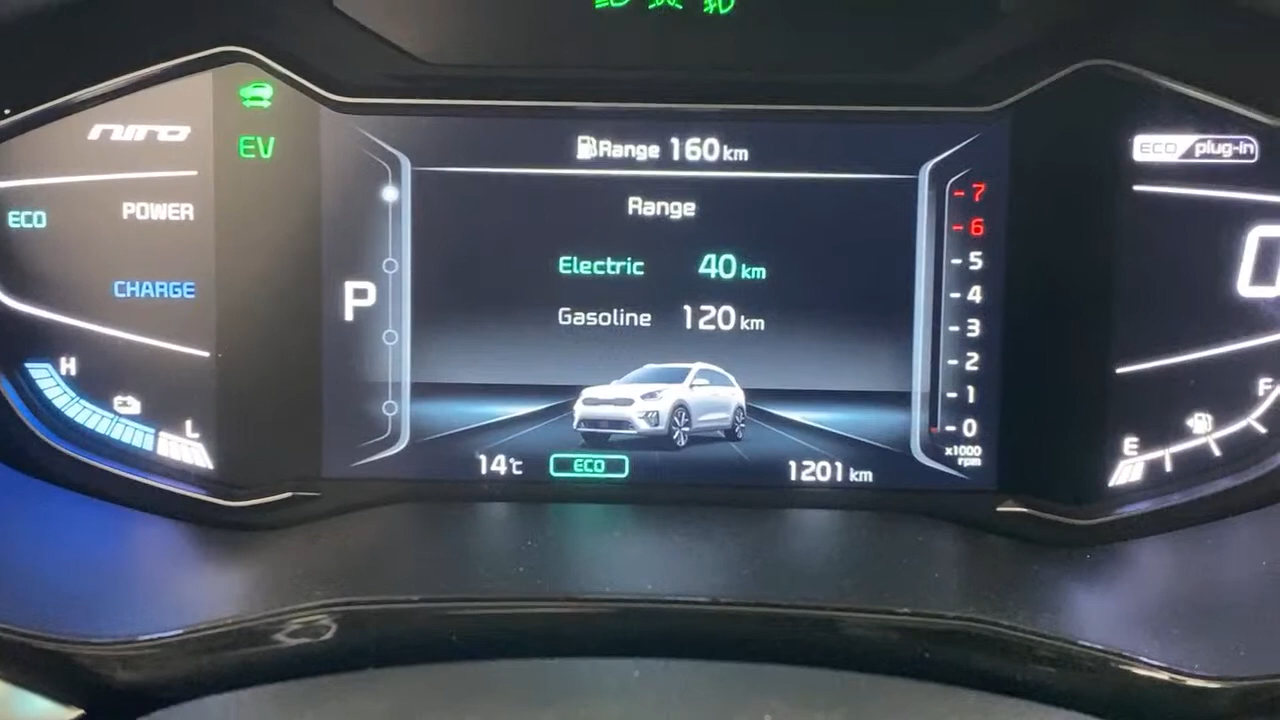 NIRO
EV
ECO
POWER
CHARGE
H
L
P
Range 160 km
Range
Electric 40 km
Gasoline 120 km
14°C
ECO
1201 km
7
6
5
4
3
2
1
0
x1000
rpm
ECO plug-in
0
E
F